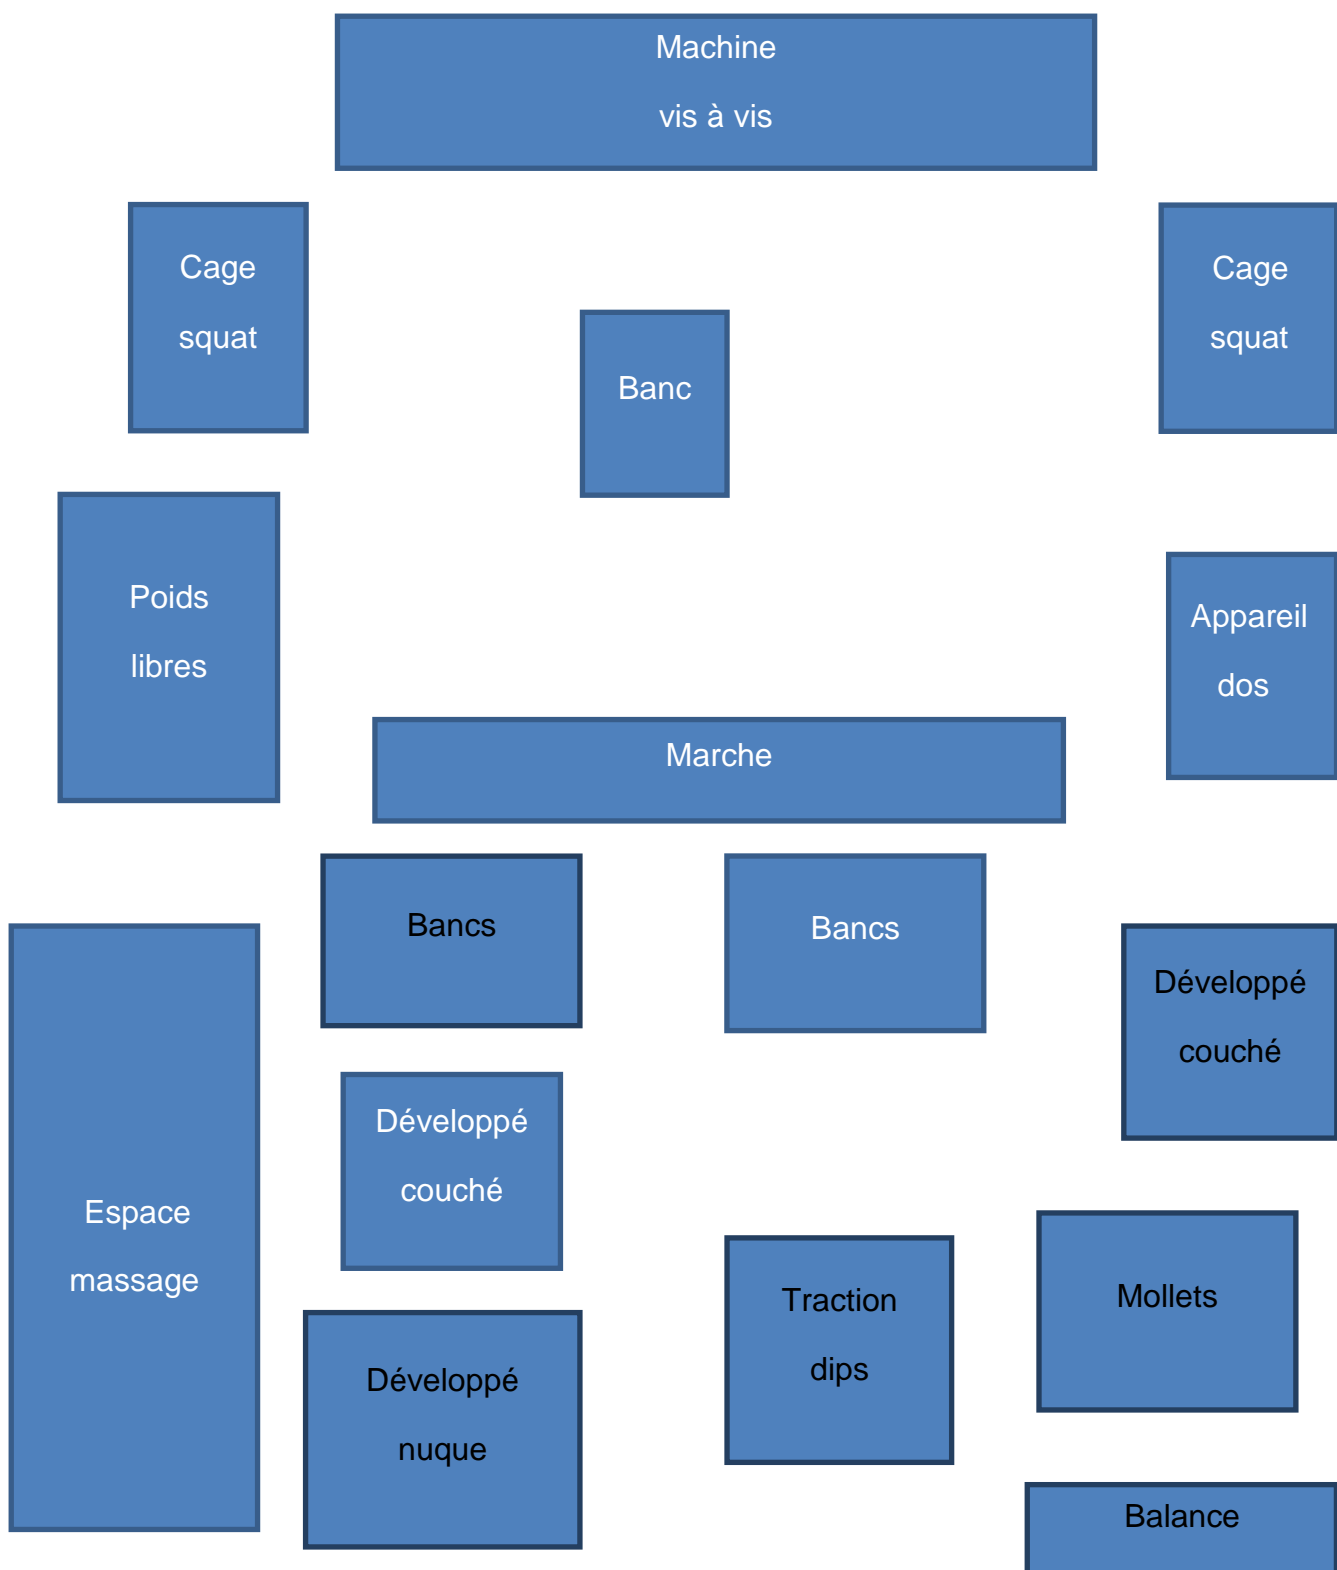 Machine
vis à vis
Cage
squat
Cage
squat
Banc
Poids
libres
Appareil
dos
Marche
Bancs
Bancs
Développé
couché
Développé
couché
Espace
massage
Traction
dips
Mollets
Développé
nuque
Balance